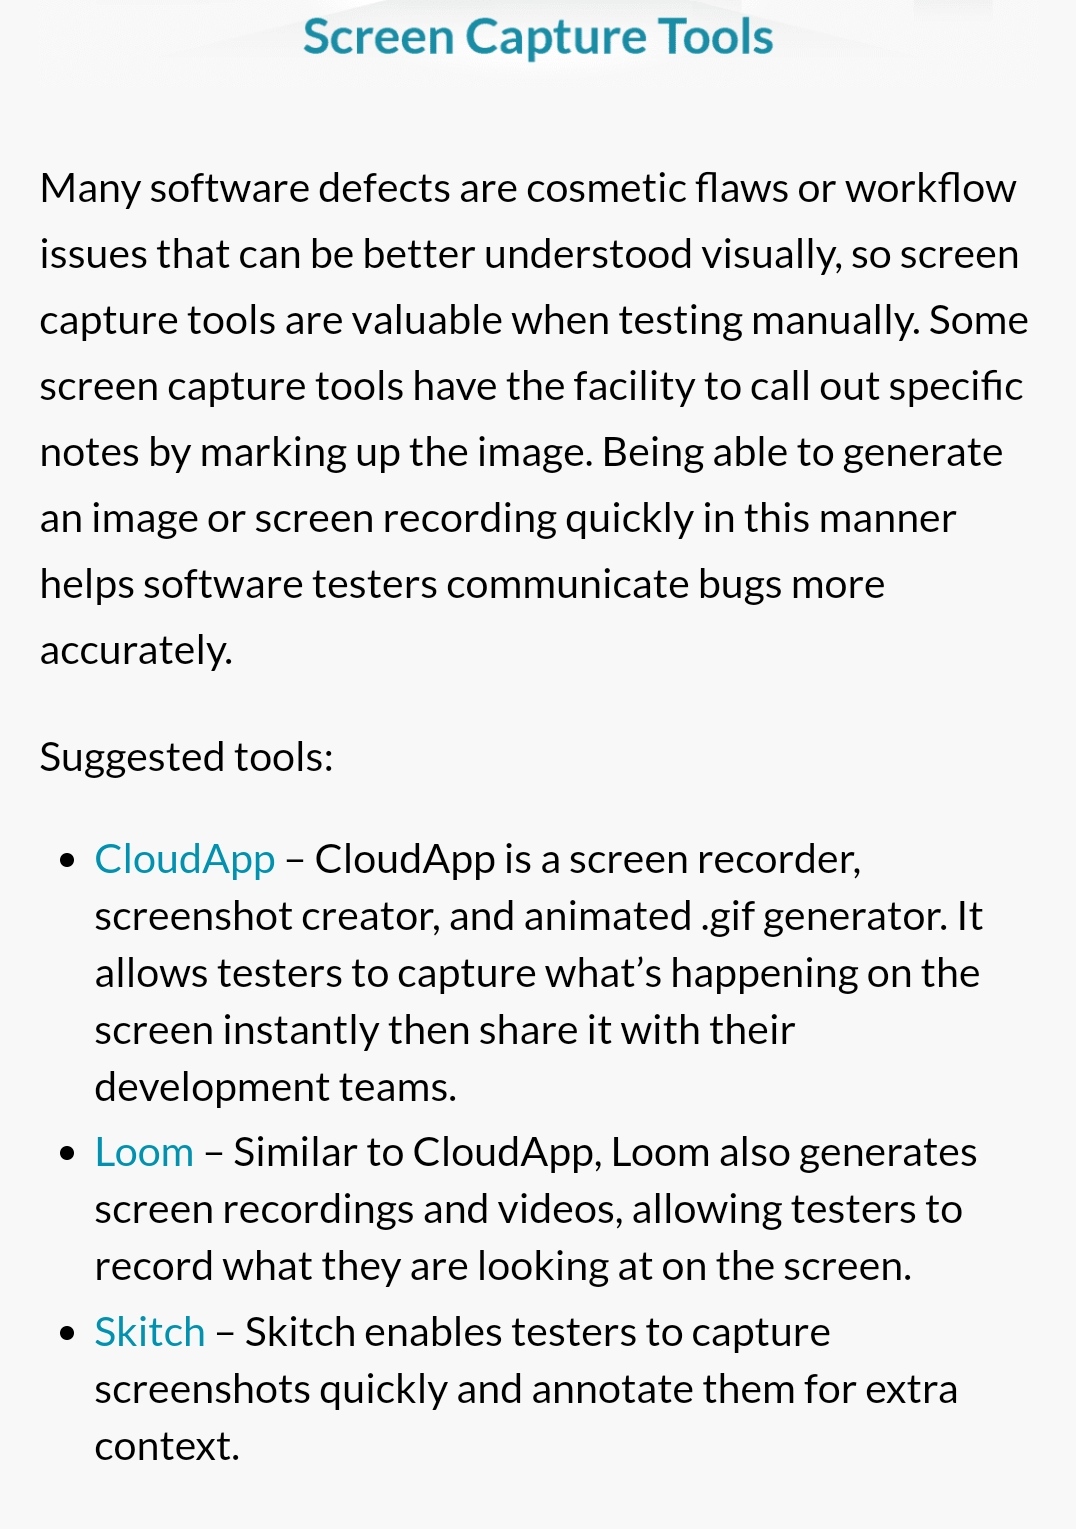 Screen Capture Tools
Many software defects are cosmetic flaws or workflow
issues that can be better understood visually, so screen
capture tools are valuable when testing manually. Some
screen capture tools have the facility to call out specific
notes by marking up the image. Being able to generate
an image or screen recording quickly in this manner
helps software testers communicate bugs more
accurately.
Suggested tools:
• CloudApp – CloudApp is a screen recorder,
screenshot creator, and animated .gif generator. It
allows testers to capture what’s happening on the
screen instantly then share it with their
development teams.
• Loom – Similar to CloudApp, Loom also generates
screen recordings and videos, allowing testers to
record what they are looking at on the screen.
• Skitch – Skitch enables testers to capture
screenshots quickly and annotate them for extra
context.